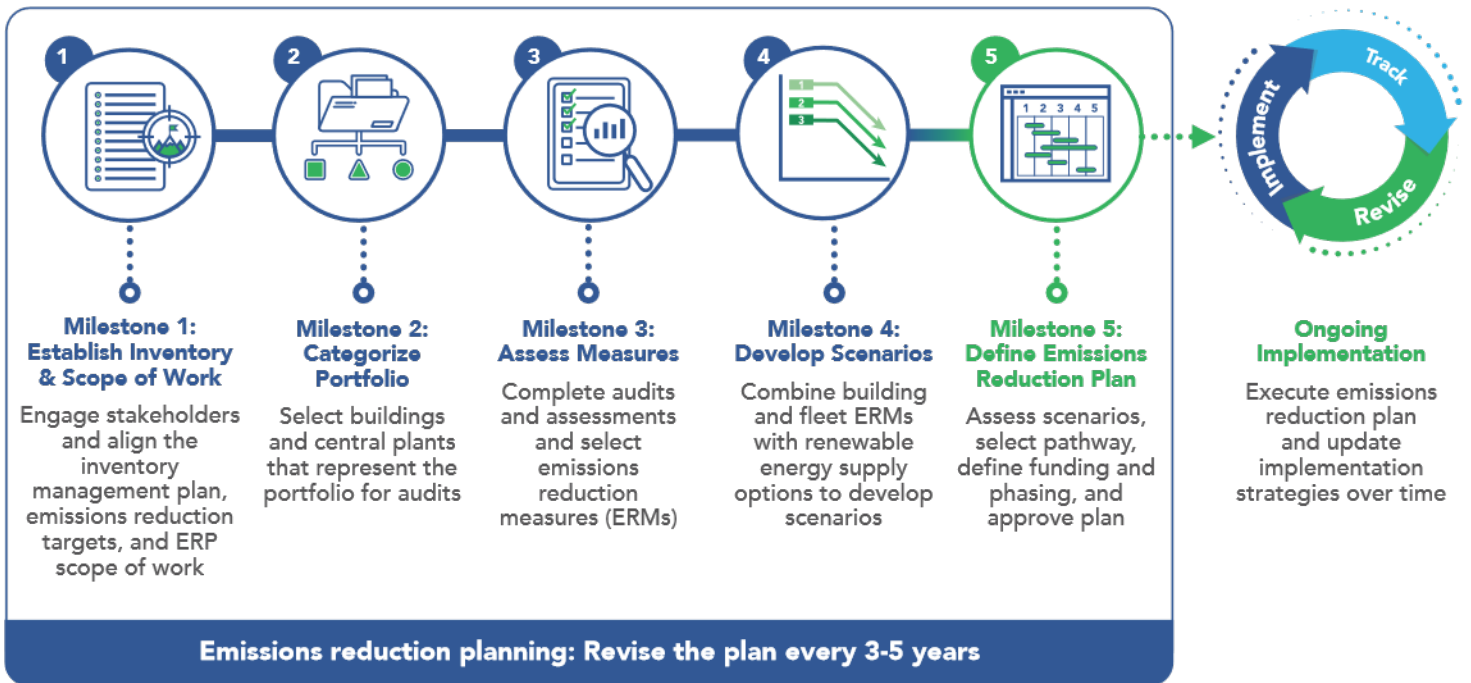 1
2
3
4
5
1
2
3
1 2 3 4 5
Implement
Track
Revise
Milestone 1:
Establish Inventory
& Scope of Work
Engage stakeholders
and align the
inventory
management plan,
emissions reduction
targets, and ERP
scope of work
Milestone 2:
Categorize
Portfolio
Select buildings
and central plants
that represent the
portfolio for audits
Milestone 3:
Assess Measures
Complete audits
and assessments
and select
emissions
reduction
measures (ERMs)
Milestone 4:
Develop Scenarios
Combine building
and fleet ERMs
with renewable
energy supply
options to develop
scenarios
Milestone 5:
Define Emissions
Reduction Plan
Assess scenarios,
select pathway,
define funding and
phasing, and
approve plan
Ongoing
Implementation
Execute emissions
reduction plan
and update
implementation
strategies over time
Emissions reduction planning: Revise the plan every 3-5 years